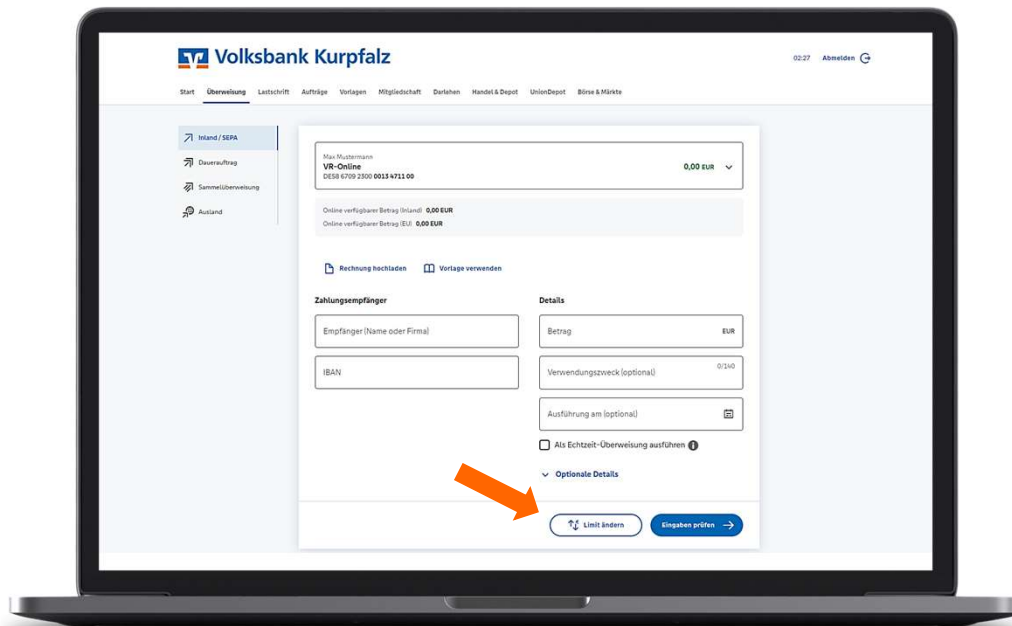 Volksbank Kurpfalz
02:27 Abmelden
Start Überweisung Lastschrift Aufträge Vorlagen Mitgliedschaft Darlehen Handel & Depot UnionDepot Börse & Märkte
Inland / SEPA
Dauerauftrag
Sammelüberweisung
Ausland
Max Mustermann
VR-Online
DE58 6709 2300 0013 4711 00
0,00 EUR
Online verfügbarer Betrag (Inland) 0,00 EUR
Online verfügbarer Betrag (EU) 0,00 EUR
Rechnung hochladen Vorlage verwenden
Zahlungsempfänger
Empfänger (Name oder Firma)
IBAN
Details
Betrag EUR
Verwendungszweck (optional) 0/140
Ausführung am (optional)
Als Echtzeit-Überweisung ausführen
Optionale Details
Limit ändern
Eingaben prüfen